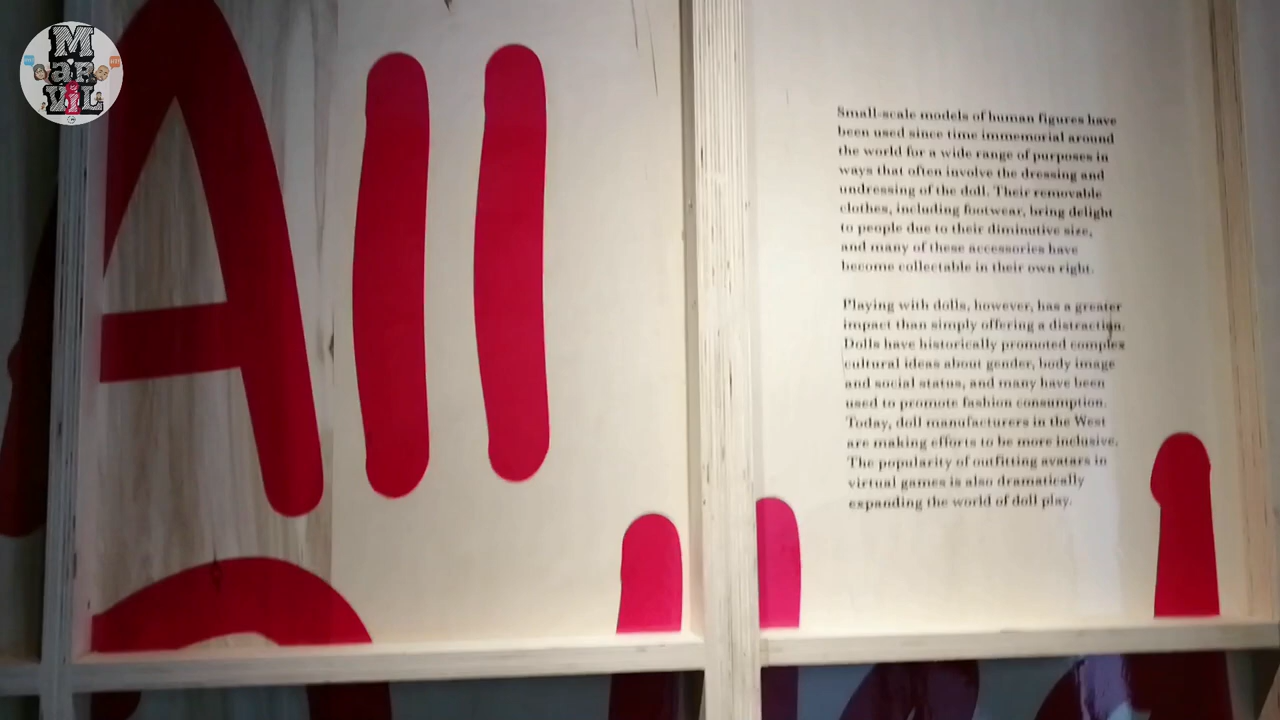 MarViL
All
Small-scale models of human figures have
been used since time immemorial around
the world for a wide range of purposes in
ways that often involve the dressing and
undressing of the doll. Their removable
clothes, including footwear, bring delight
to people due to their diminutive size,
and many of these accessories have
become collectable in their own right.
Playing with dolls, however, has a greater
impact than simply offering a distraction.
Dolls have historically promoted complex
cultural ideas about gender, body image
and social status, and many have been
used to promote fashion consumption.
Today, doll manufacturers in the West
are making efforts to be more inclusive.
The popularity of outfitting avatars in
virtual games is also dramatically
expanding the world of doll play.